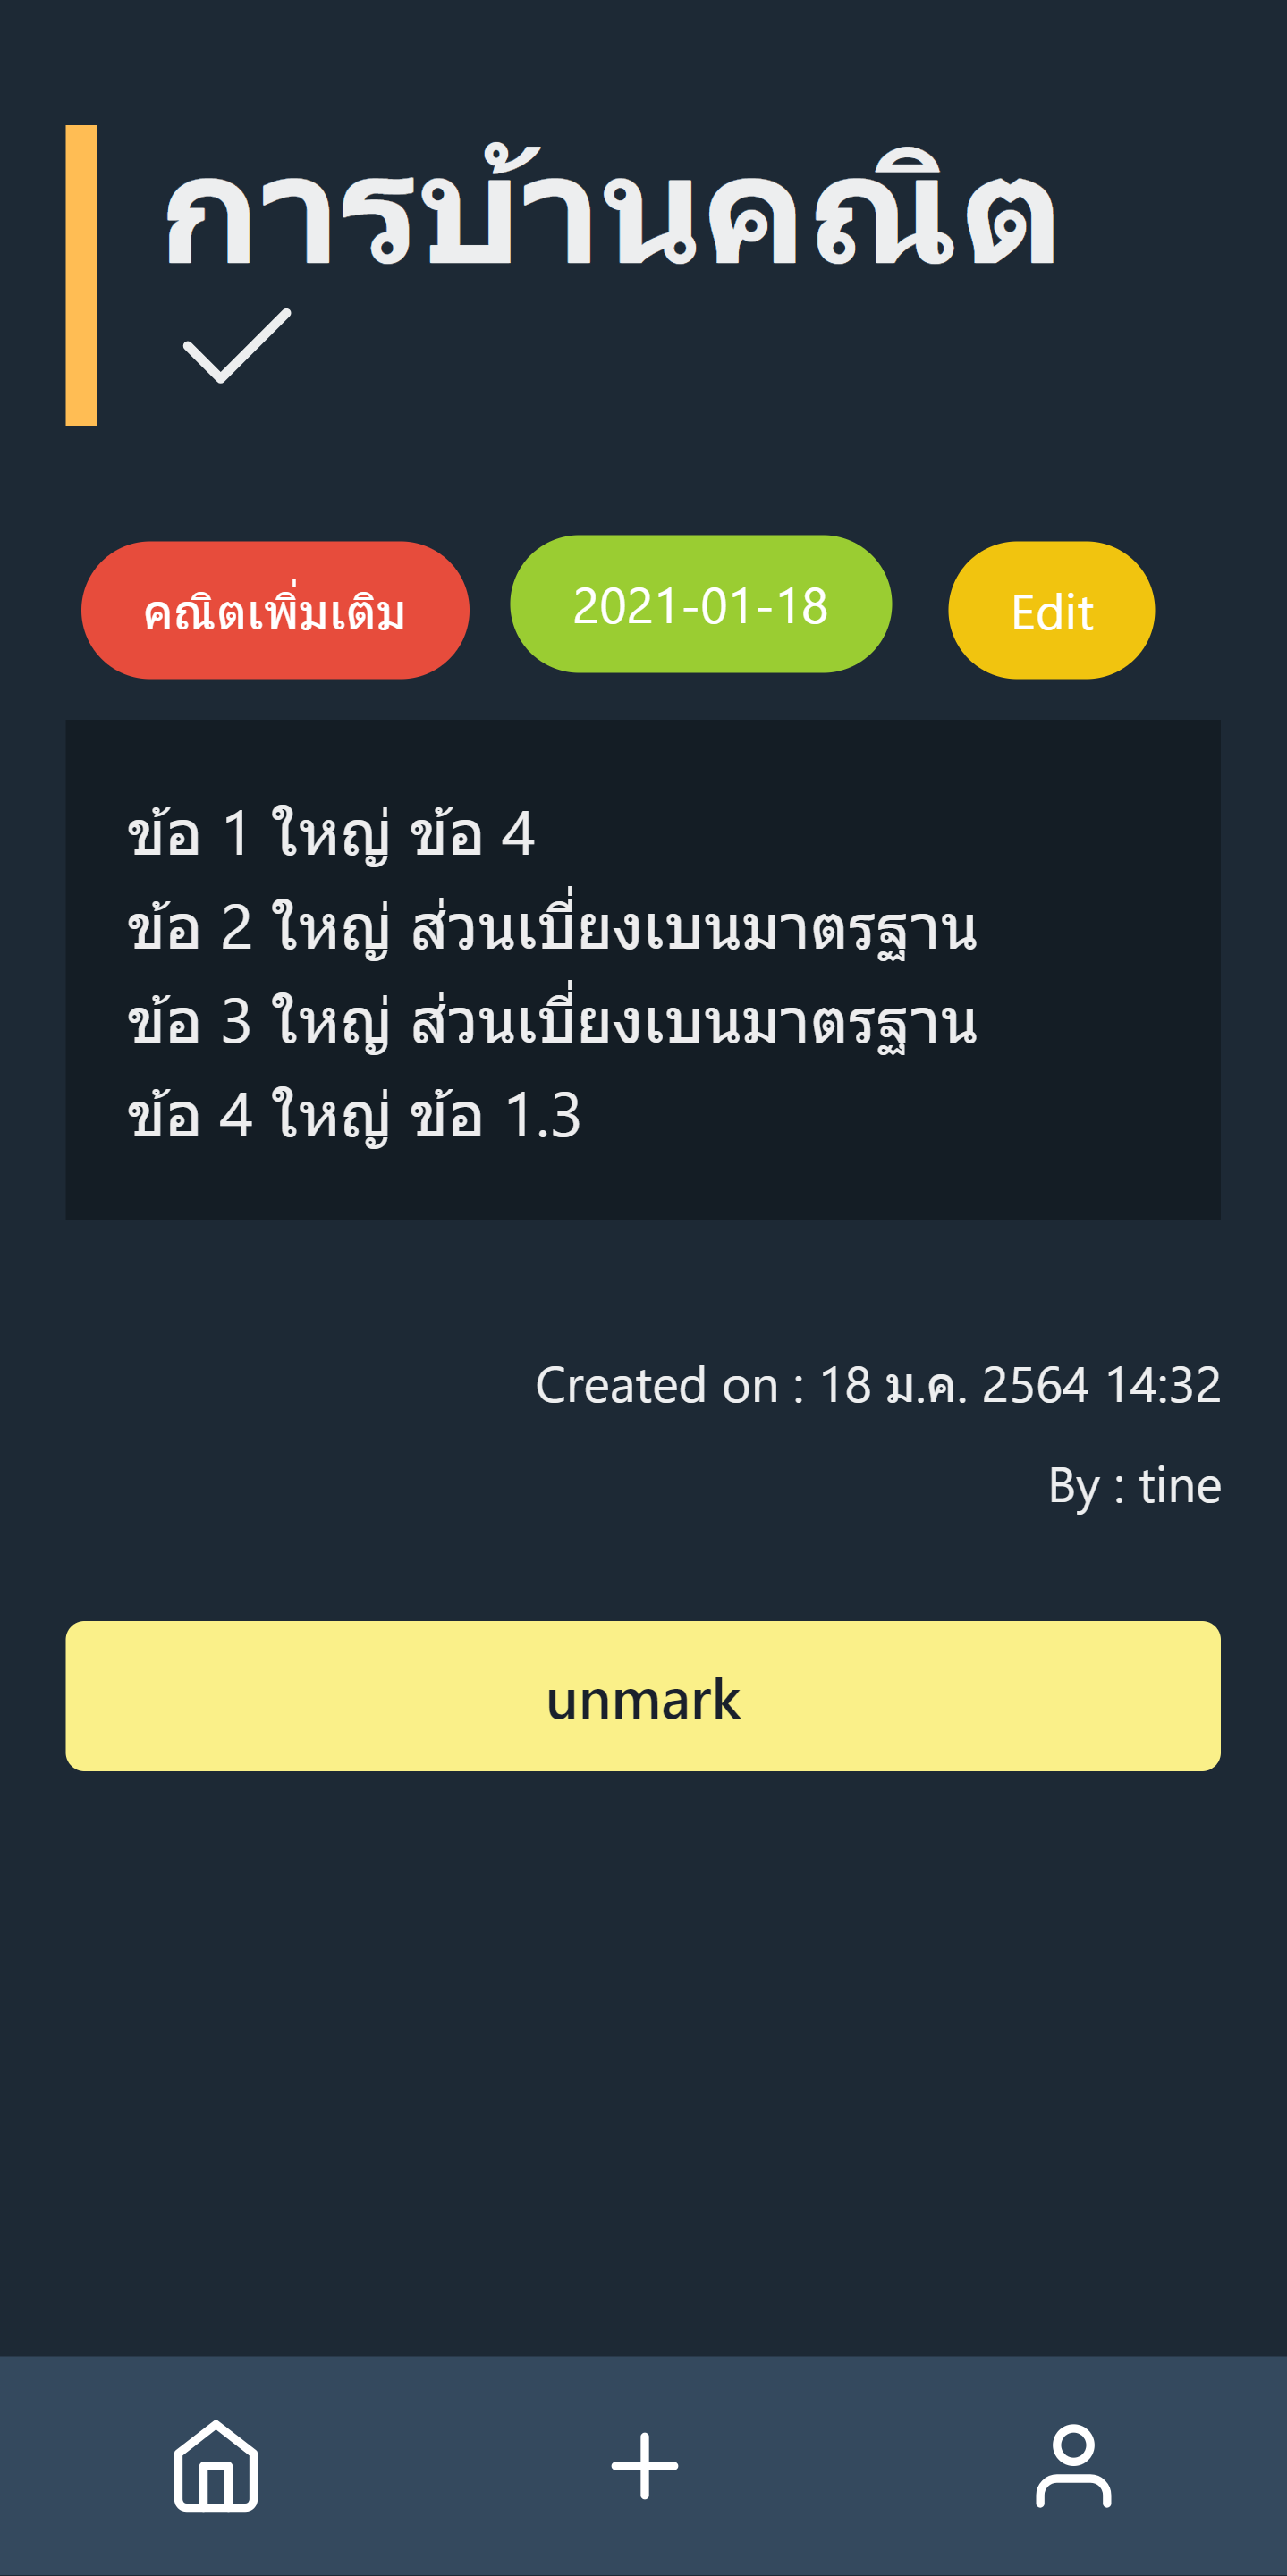 การบ้านคณิต
คณิตเพิ่มเติม 2021-01-18 Edit
ข้อ 1 ใหญ่ ข้อ 4
ข้อ 2 ใหญ่ ส่วนเบี่ยงเบนมาตรฐาน
ข้อ 3 ใหญ่ ส่วนเบี่ยงเบนมาตรฐาน
ข้อ 4 ใหญ่ ข้อ 1.3
Created on : 18 ม.ค. 2564 14:32
By : tine
unmark